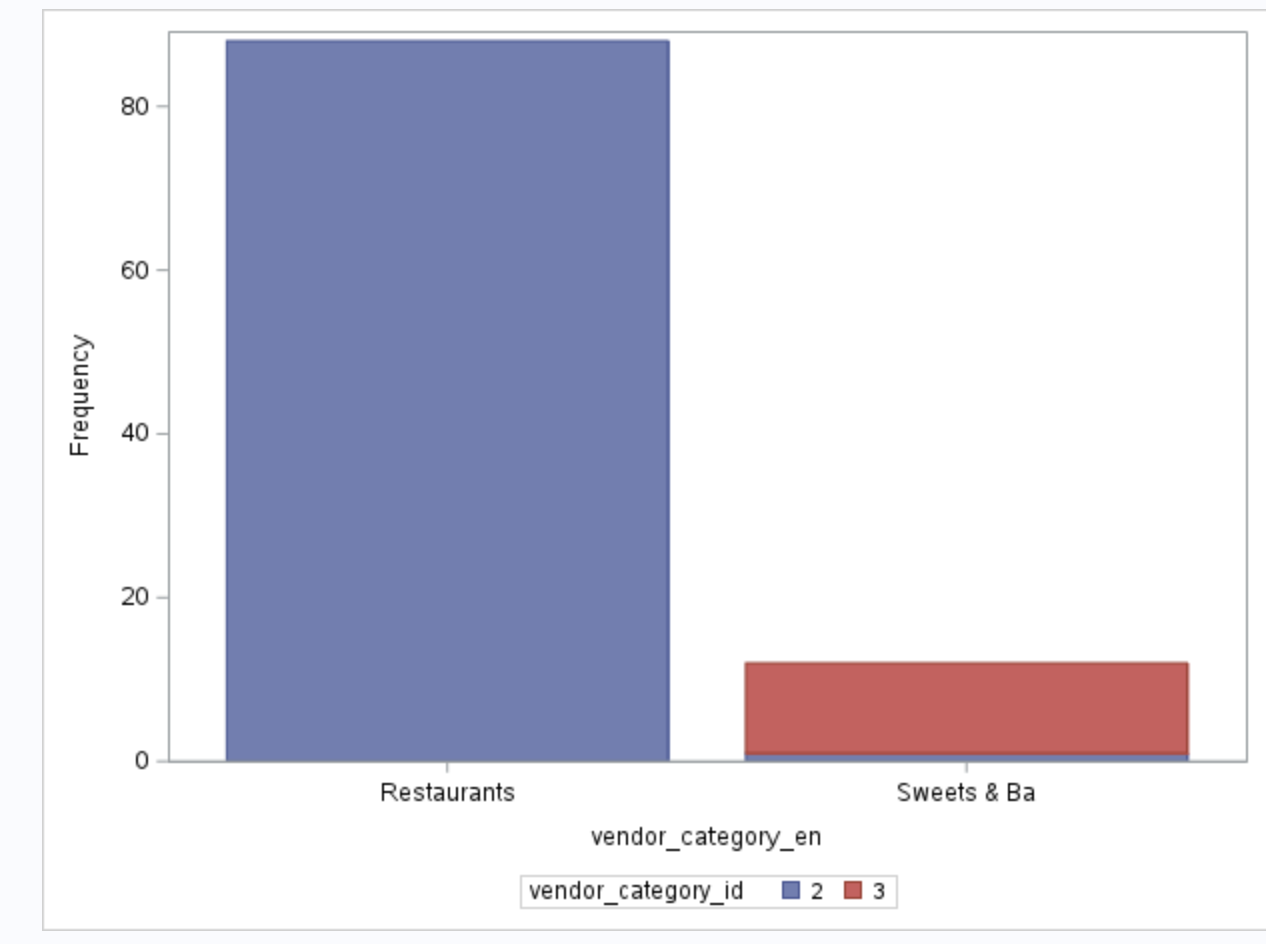 80
60
40
20
0
Frequency
Restaurants
Sweets & Ba
vendor_category_en
vendor_category_id 2 3